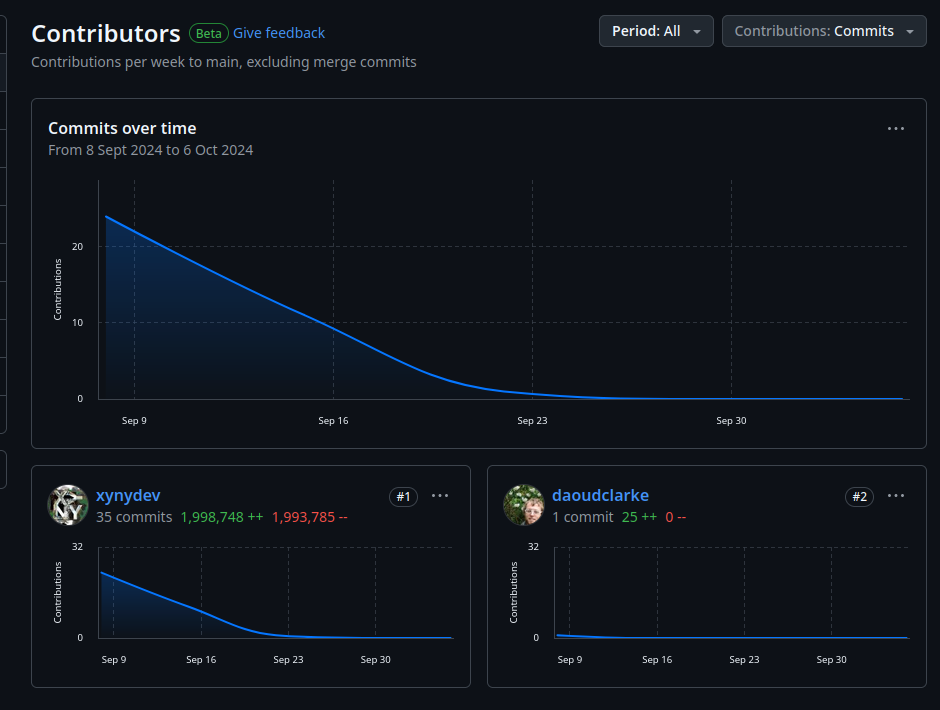 Contributors Beta Give feedback
Period: All
Contributions: Commits
Contributions per week to main, excluding merge commits
Commits over time
From 8 Sept 2024 to 6 Oct 2024
Contributions
20
10
0
Sep 9 Sep 16 Sep 23 Sep 30
NY
xynydev #1
35 commits 1,998,748 ++ 1,993,785 --
Contributions
32
0
Sep 9 Sep 16 Sep 23 Sep 30
daoudclarke #2
1 commit 25 ++ 0 --
Contributions
32
0
Sep 9 Sep 16 Sep 23 Sep 30